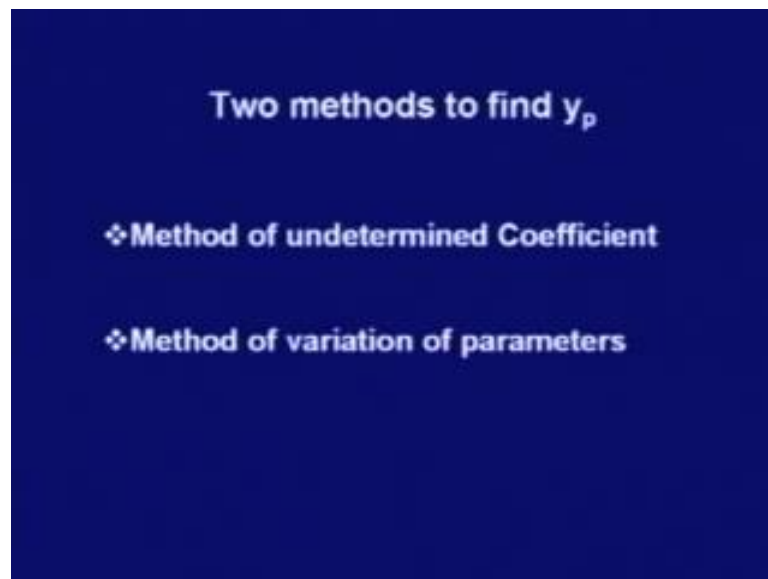 Two methods to find yₚ
❖Method of undetermined Coefficient
❖Method of variation of parameters